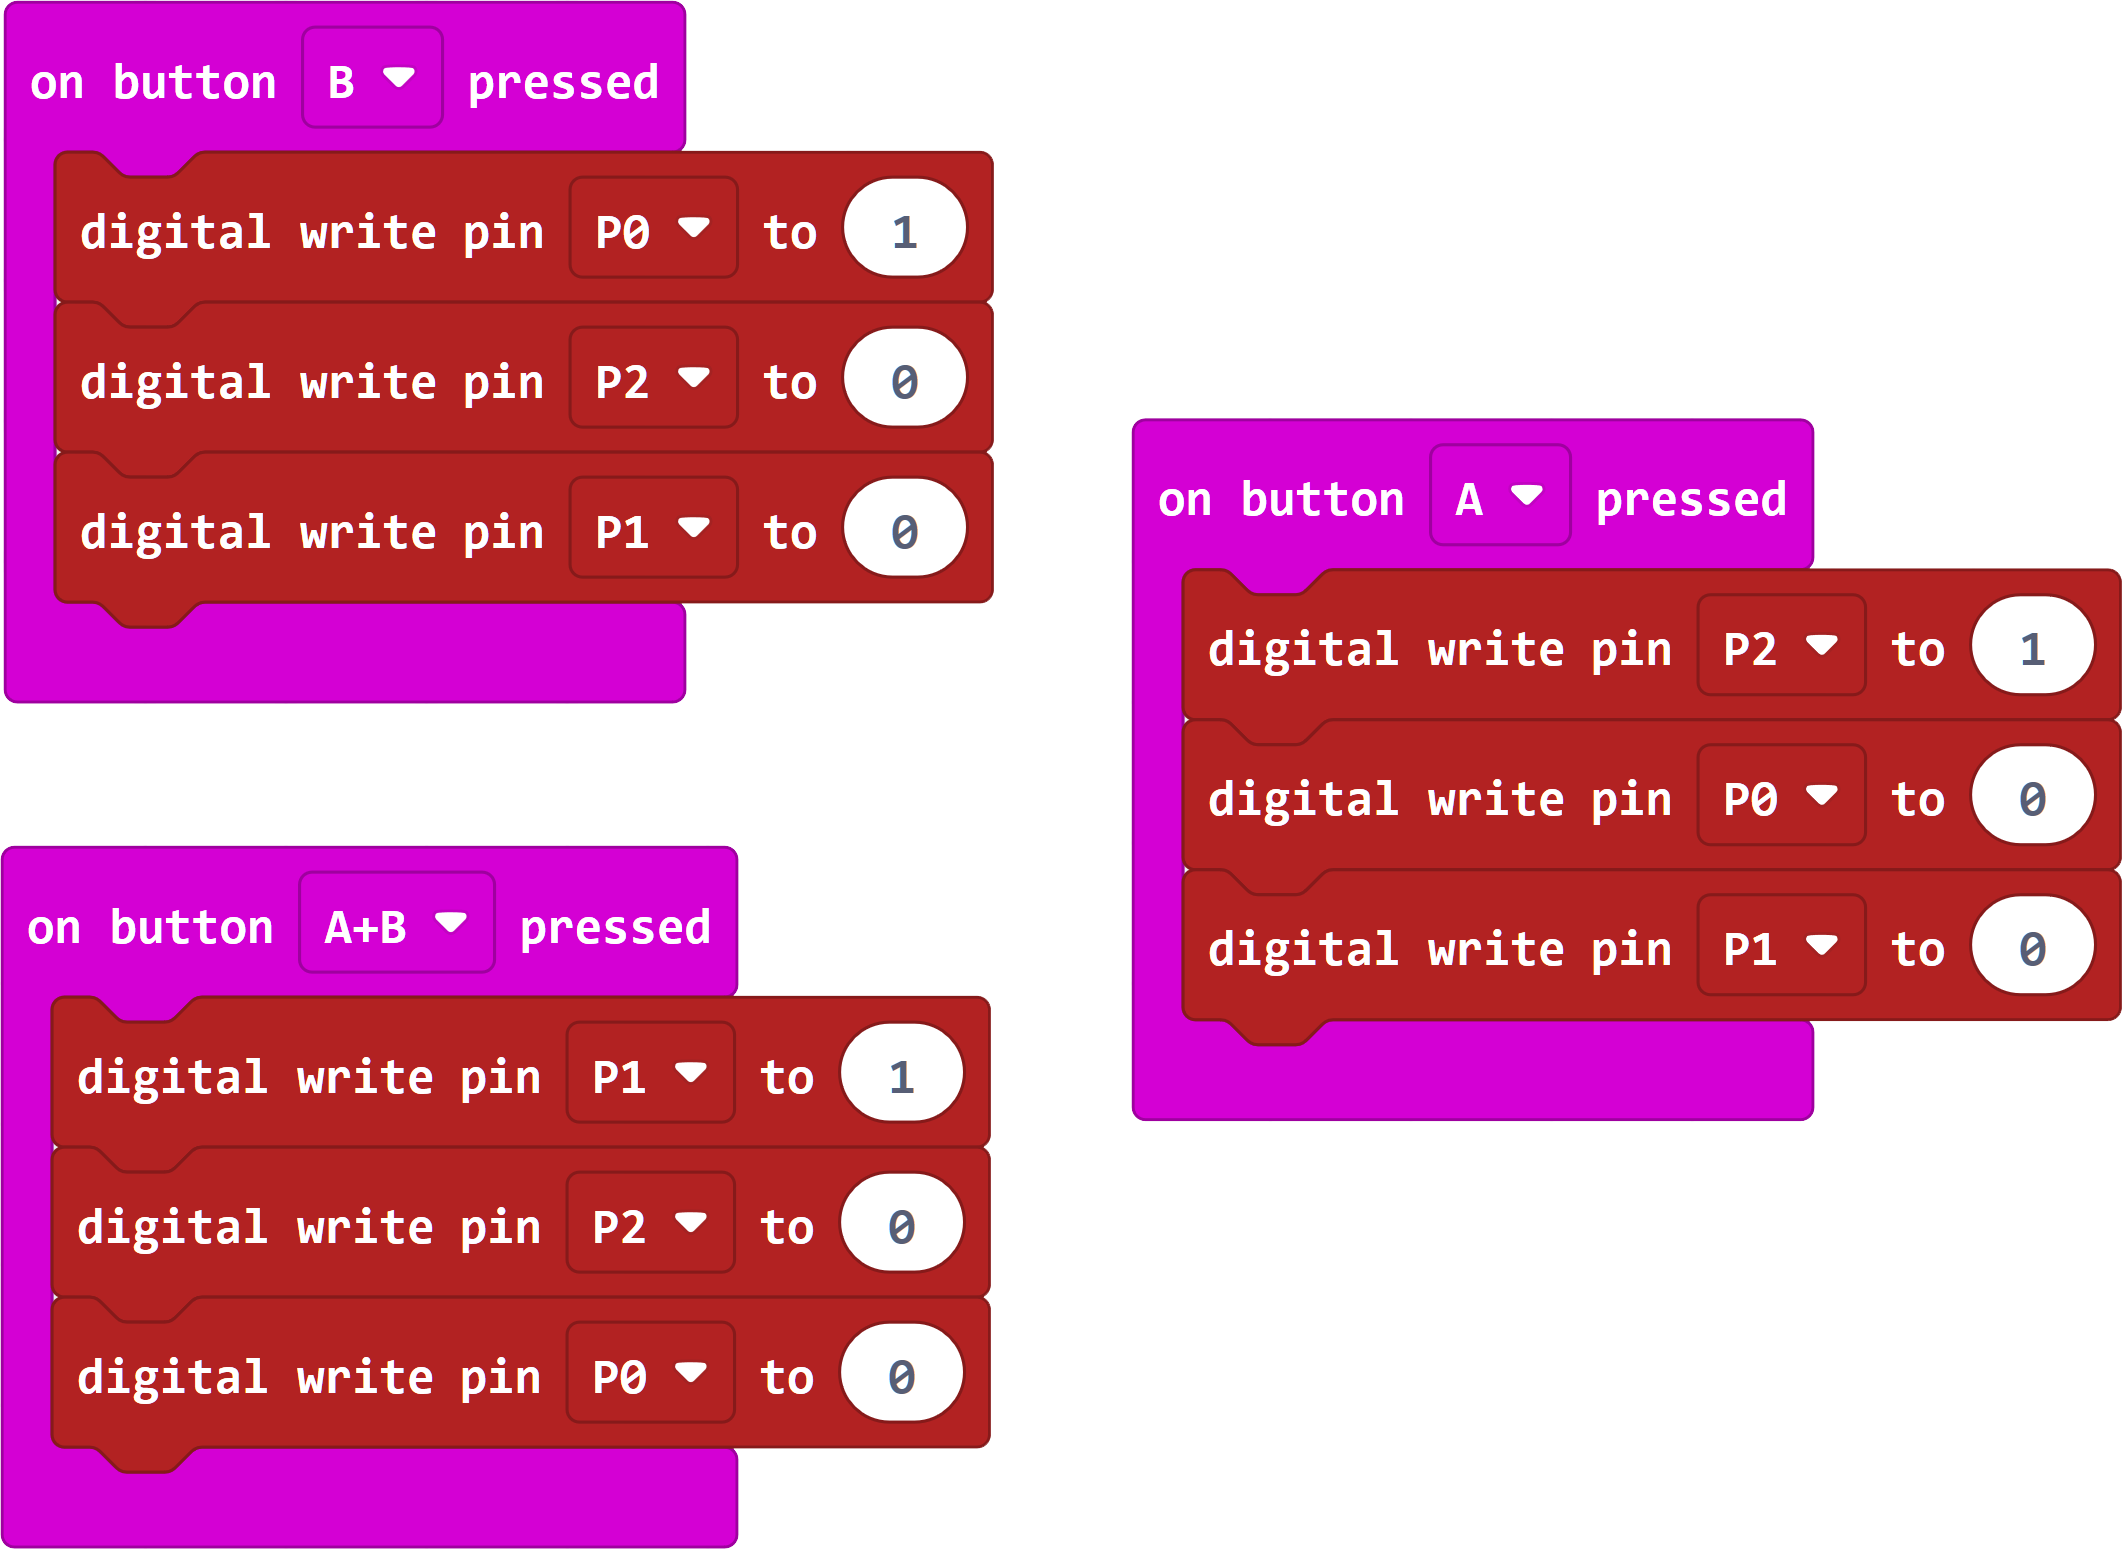 on button B pressed
digital write pin P0 to 1
digital write pin P2 to 0
digital write pin P1 to 0
on button A+B pressed
digital write pin P1 to 1
digital write pin P2 to 0
digital write pin P0 to 0
on button A pressed
digital write pin P2 to 1
digital write pin P0 to 0
digital write pin P1 to 0